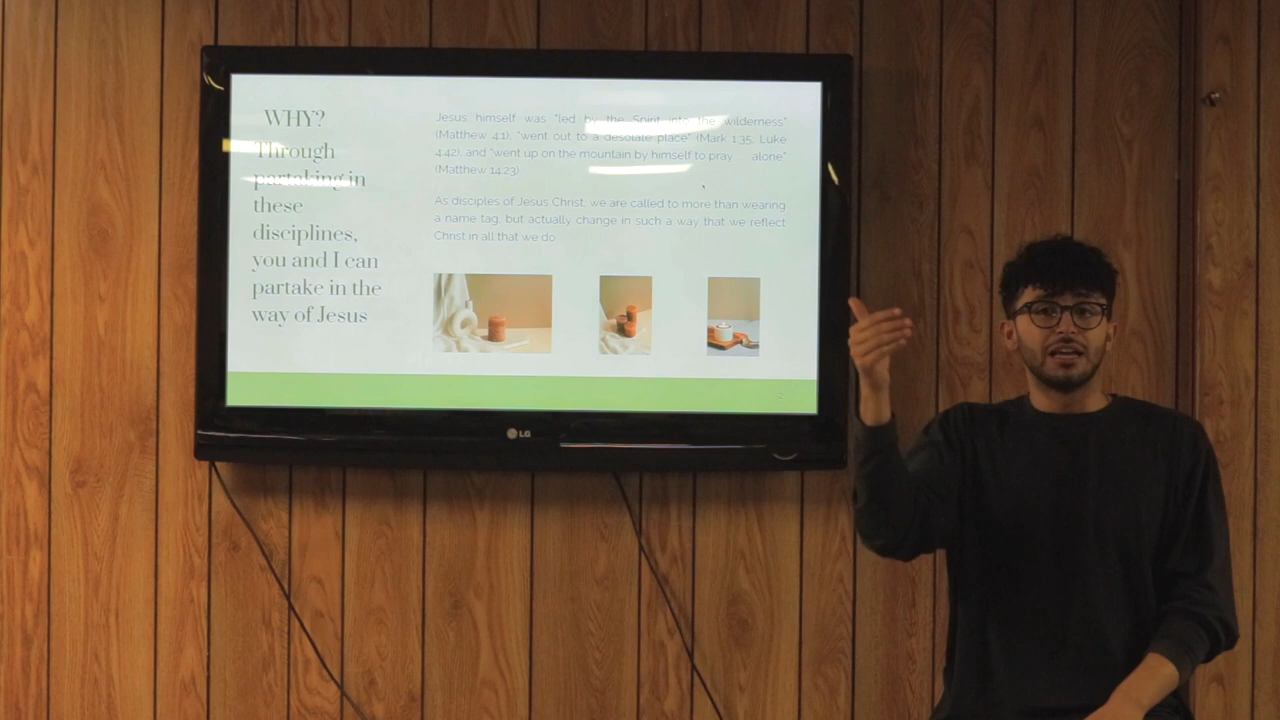 WHY?
Through
partaking in
these
disciplines,
you and I can
partake in the
way of Jesus
Jesus himself was "led by the Spirit into the wilderness"
(Matthew 4:1), "went out to a desolate place" (Mark 1:35, Luke
4:42), and "went up on the mountain by himself to pray alone"
(Matthew 14:23)
,
As disciples of Jesus Christ, we are called to more than wearing
a name tag, but actually change in such a way that we reflect
Christ in all that we do
2
LG